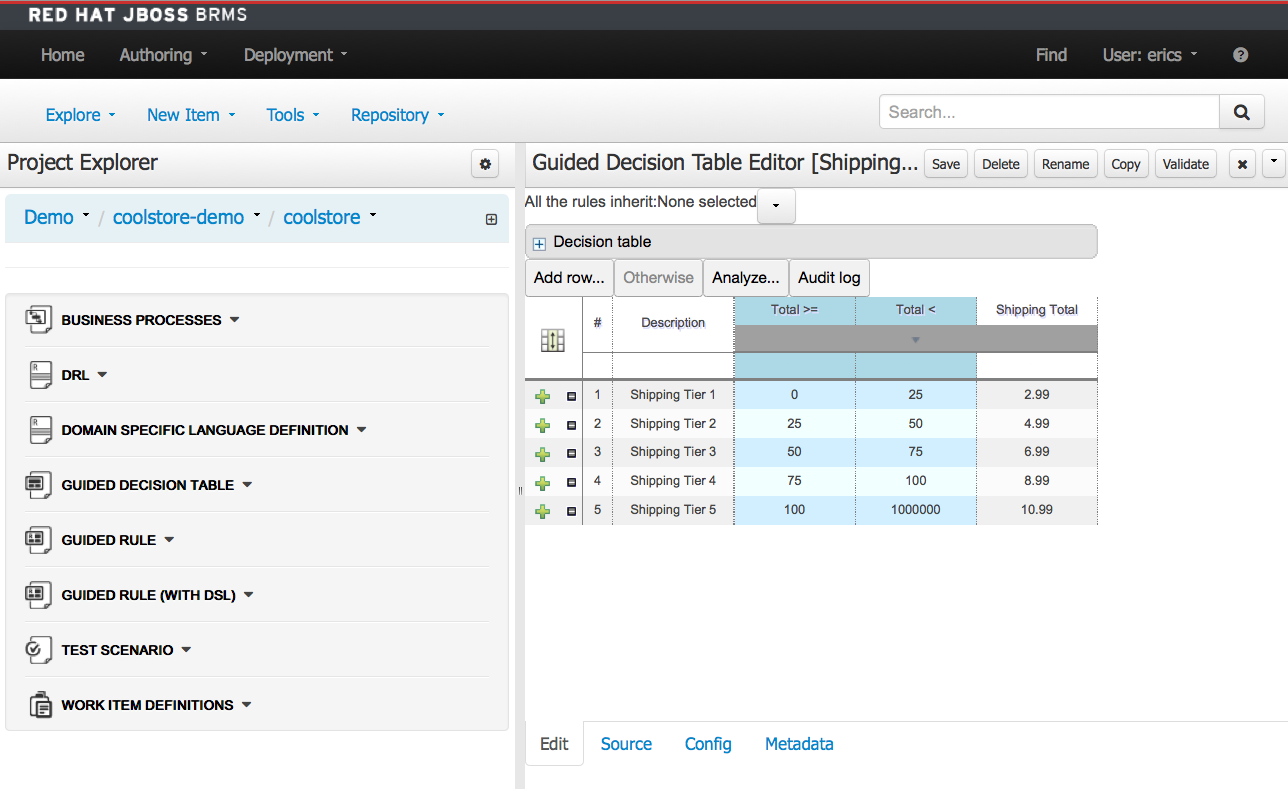 RED HAT JBOSS BRMS
Home Authoring Deployment Find User: erics ?
Explore New Item Tools Repository Search...
Project Explorer
Demo / coolstore-demo / coolstore
BUSINESS PROCESSES
DRL
DOMAIN SPECIFIC LANGUAGE DEFINITION
GUIDED DECISION TABLE
GUIDED RULE
GUIDED RULE (WITH DSL)
TEST SCENARIO
WORK ITEM DEFINITIONS
Guided Decision Table Editor [Shipping... Save Delete Rename Copy Validate
All the rules inherit:None selected
Decision table
Add row... Otherwise Analyze... Audit log
# Description Total >= Total < Shipping Total
1 Shipping Tier 1 0 25 2.99
2 Shipping Tier 2 25 50 4.99
3 Shipping Tier 3 50 75 6.99
4 Shipping Tier 4 75 100 8.99
5 Shipping Tier 5 100 1000000 10.99
Edit Source Config Metadata